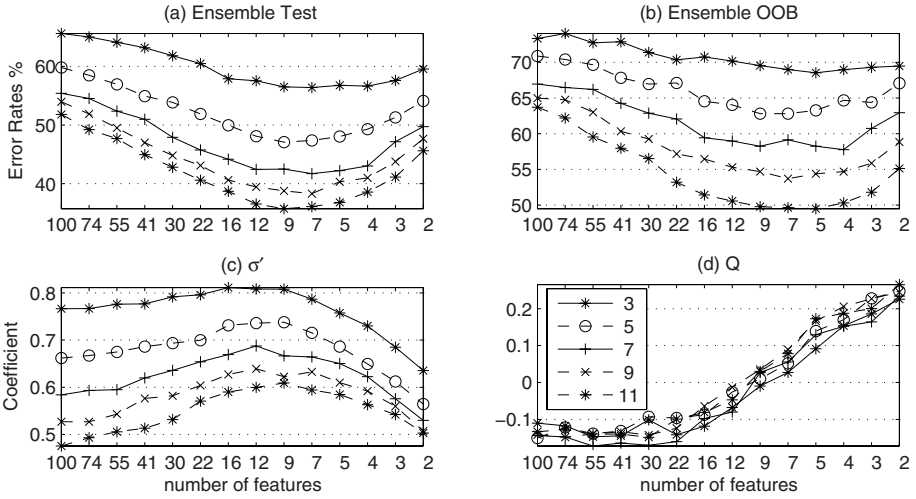 (a) Ensemble Test
(b) Ensemble OOB
Error Rates %
60
50
40
100 74 55 41 30 22 16 12 9 7 5 4 3 2
70
65
60
55
50
100 74 55 41 30 22 16 12 9 7 5 4 3 2
(c) σ′
(d) Q
Coefficient
0.8
0.7
0.6
0.5
100 74 55 41 30 22 16 12 9 7 5 4 3 2
number of features
0.2
0.1
0
−0.1
3
5
7
9
11
100 74 55 41 30 22 16 12 9 7 5 4 3 2
number of features